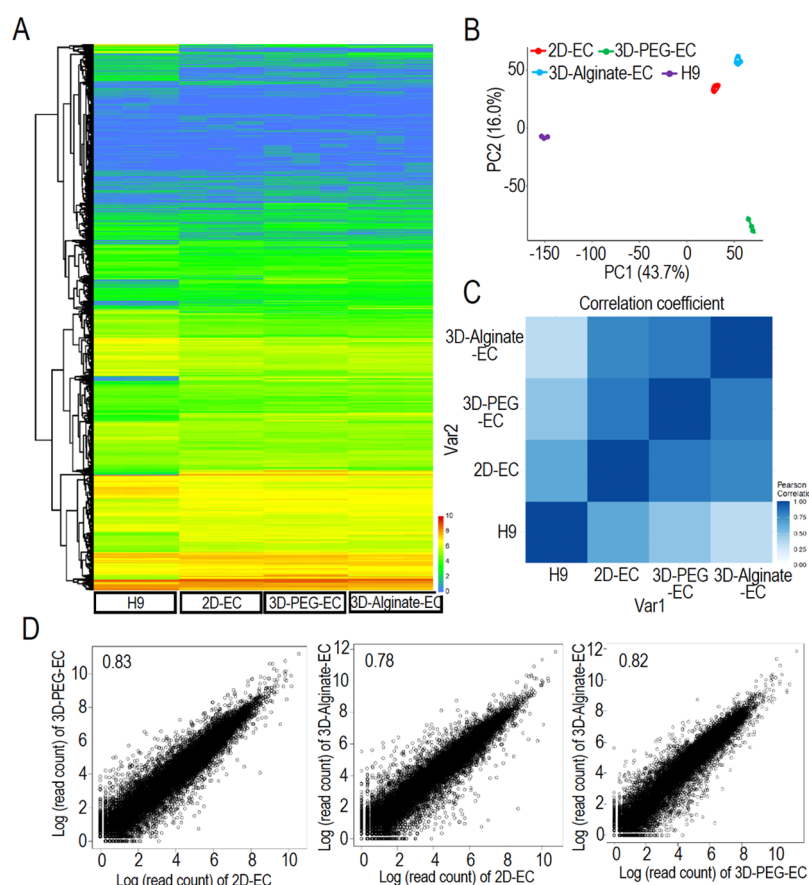 A
10
8
6
4
2
0
H9 2D-EC 3D-PEG-EC 3D-Alginate-EC
B
2D-EC 3D-PEG-EC
3D-Alginate-EC H9
PC2 (16.0%)
50
0
-50
-150 -100 -50 0 50
PC1 (43.7%)
C
Correlation coefficient
Var2
3D-Alginate
-EC
3D-PEG
-EC
2D-EC
H9
H9 2D-EC 3D-PEG 3D-Alginate
-EC -EC
Var1
Pearson
Correlatio
1.00
0.75
0.50
0.25
0.00
D
Log (read count) of 3D-PEG-EC
0.83
10
8
6
4
2
0
0 2 4 6 8 10
Log (read count) of 2D-EC
Log (read count) of 3D-Alginate-EC
0.78
12
10
8
6
4
2
0
0 2 4 6 8 10
Log (read count) of 2D-EC
Log (read count) of 3D-Alginate-EC
0.82
12
10
8
6
4
2
0
0 2 4 6 8 10
Log (read count) of 3D-PEG-EC